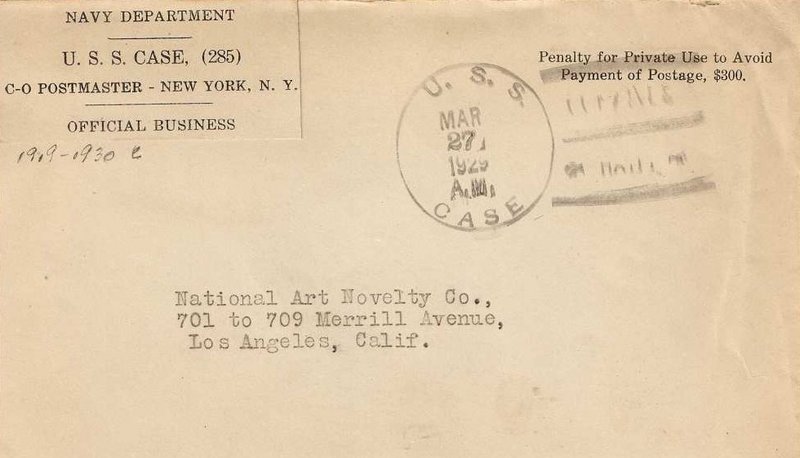 NAVY DEPARTMENT
U. S. S. CASE, (285)
C-O POSTMASTER - NEW YORK, N. Y.
OFFICIAL BUSINESS
1919-1930
Penalty for Private Use to Avoid
Payment of Postage, $300.
U. S. S.
MAR
27
1929
A.M.
CASE
National Art Novelty Co.,
701 to 709 Merrill Avenue,
Los Angeles, Calif.